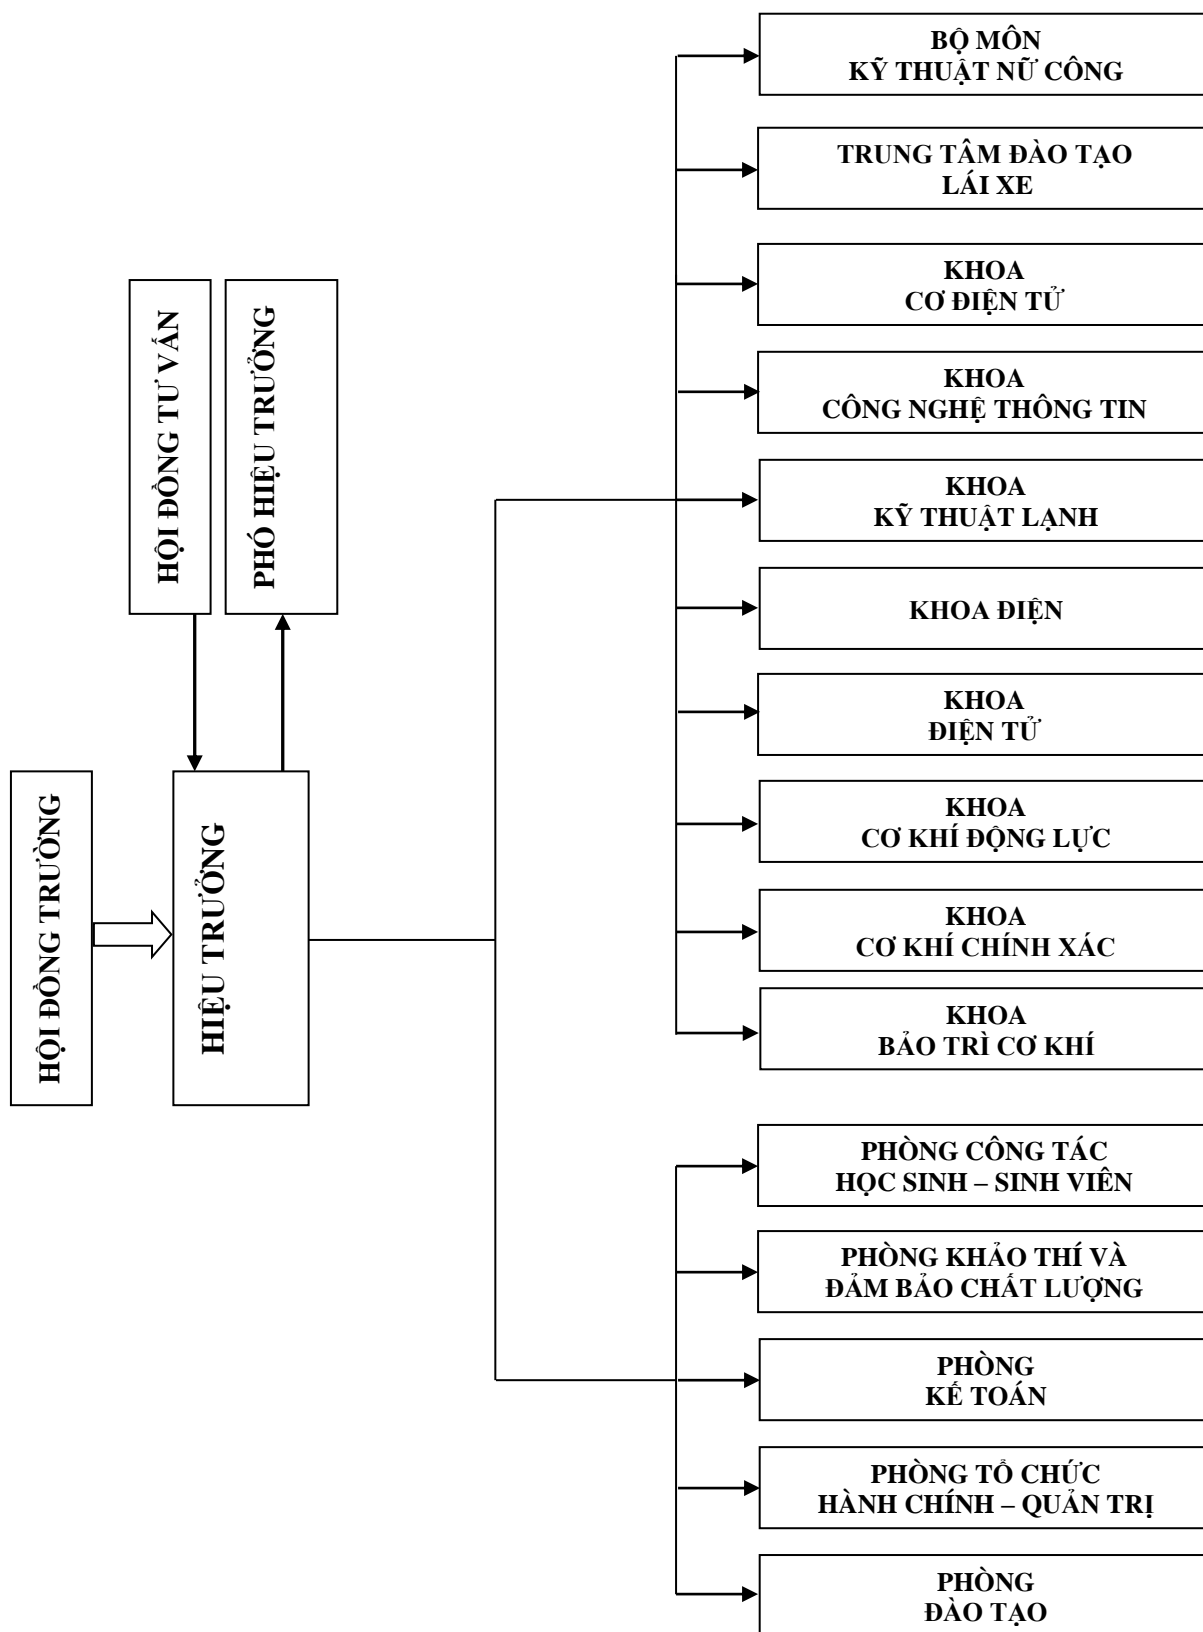 HỘI ĐỒNG TRƯỜNG
HIỆU TRƯỞNG
HỘI ĐỒNG TƯ VẤN
PHÓ HIỆU TRƯỞNG
BỘ MÔN
KỸ THUẬT NỮ CÔNG
TRUNG TÂM ĐÀO TẠO
LÁI XE
KHOA
CƠ ĐIỆN TỬ
KHOA
CÔNG NGHỆ THÔNG TIN
KHOA
KỸ THUẬT LẠNH
KHOA ĐIỆN
KHOA
ĐIỆN TỬ
KHOA
CƠ KHÍ ĐỘNG LỰC
KHOA
CƠ KHÍ CHÍNH XÁC
KHOA
BẢO TRÌ CƠ KHÍ
PHÒNG CÔNG TÁC
HỌC SINH – SINH VIÊN
PHÒNG KHẢO THÍ VÀ
ĐẢM BẢO CHẤT LƯỢNG
PHÒNG
KẾ TOÁN
PHÒNG TỔ CHỨC
HÀNH CHÍNH – QUẢN TRỊ
PHÒNG
ĐÀO TẠO